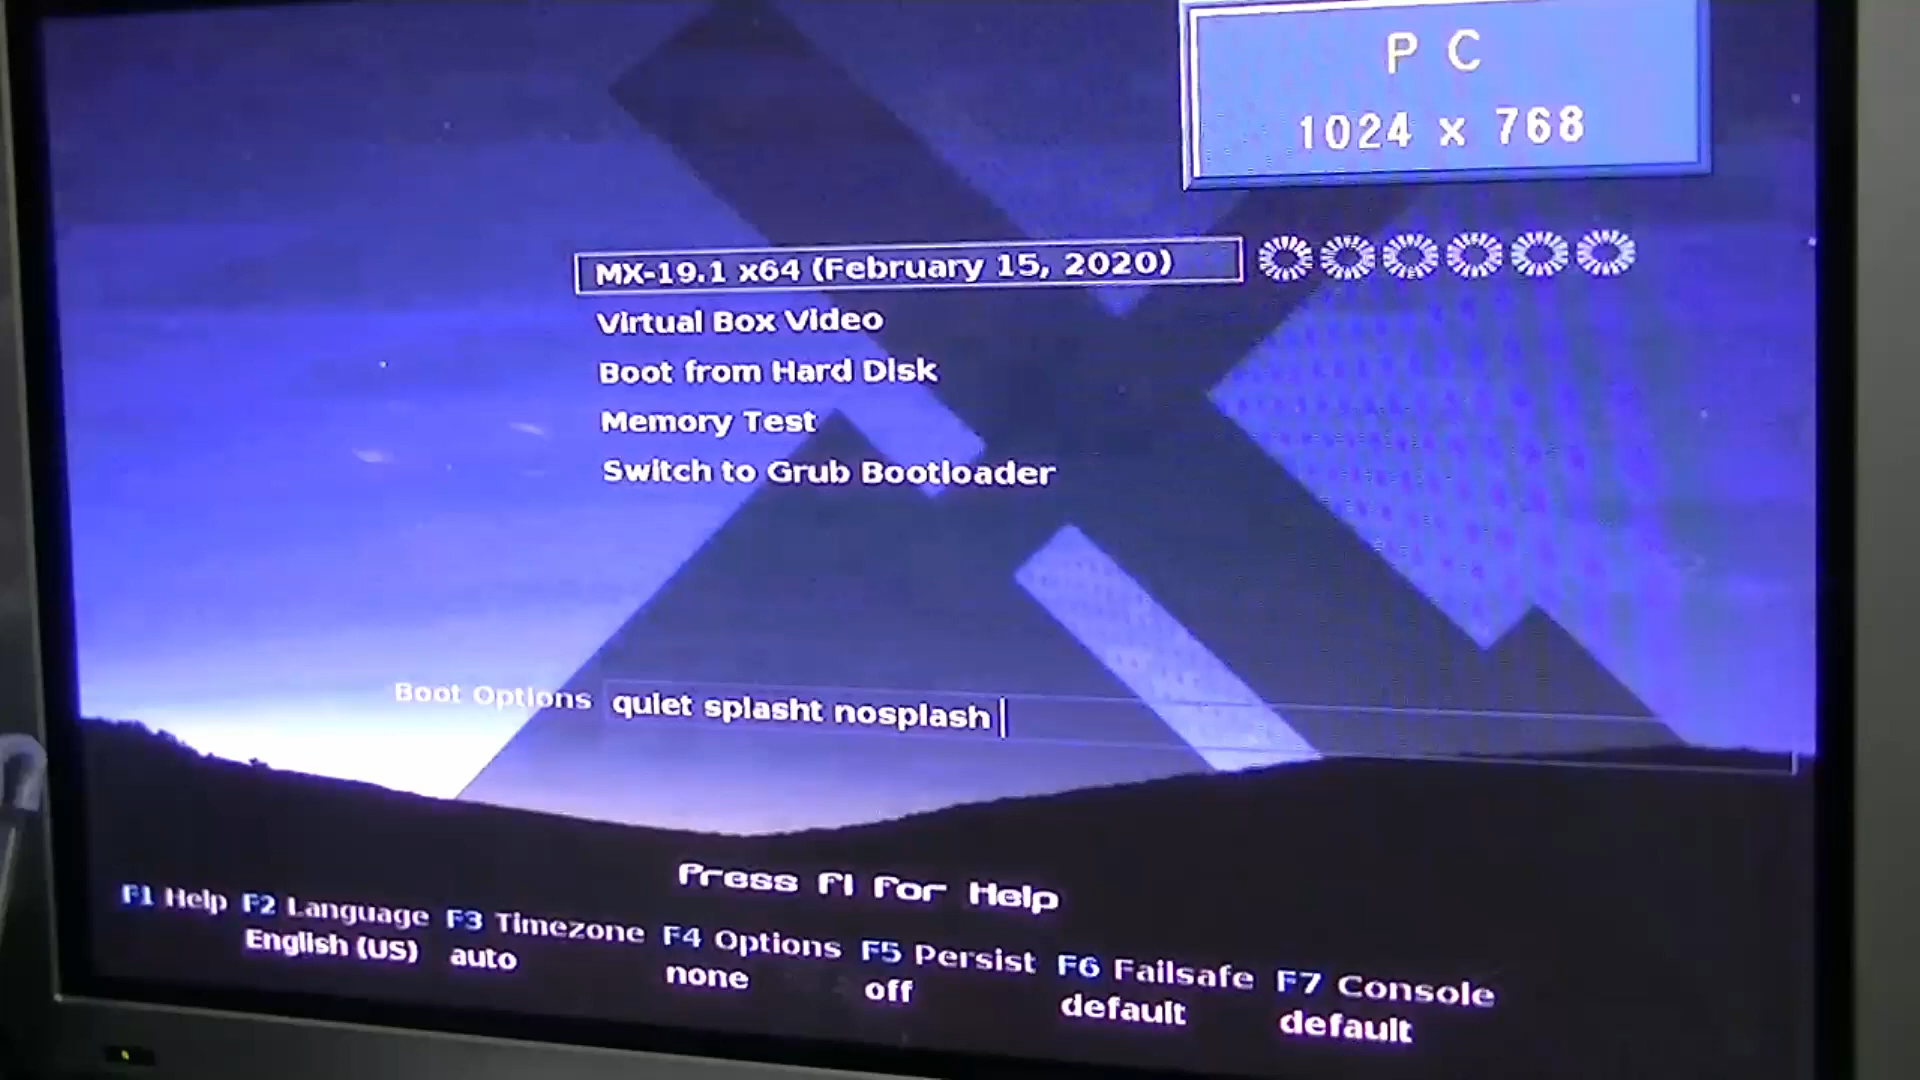 P C
1024 x 768
MX-19.1 x64 (February 15, 2020)
Virtual Box Video
Boot from Hard Disk
Memory Test
Switch to Grub Bootloader
Boot Options quiet splasht nosplash
Press F1 for Help
F1 Help F2 Language F3 Timezone F4 Options F5 Persist F6 Failsafe F7 Console
English (US) auto none off default default